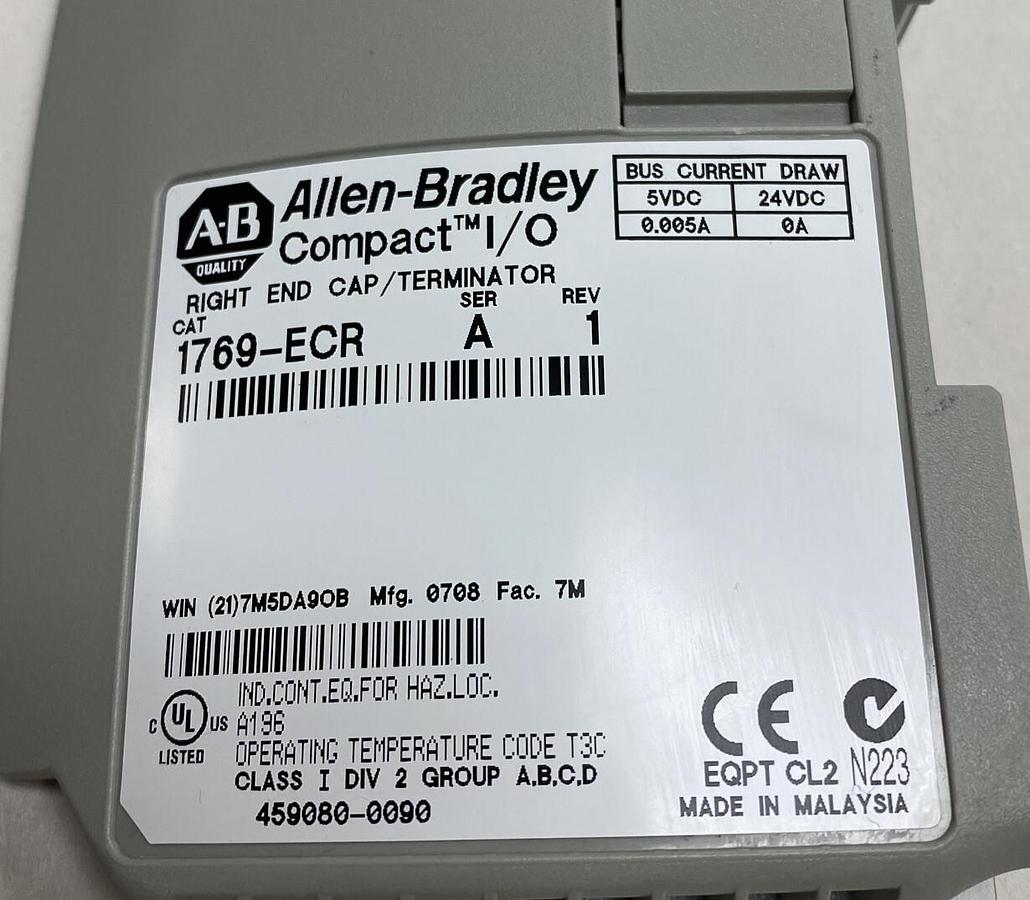 A·B
QUALITY
Allen-Bradley
Compact™ I/O
BUS CURRENT DRAW
5VDC 24VDC
0.005A 0A
RIGHT END CAP/TERMINATOR
CAT SER REV
1769-ECR A 1
WIN (21)7M5DA9OB Mfg. 0708 Fac. 7M
IND.CONT.EQ.FOR HAZ.LOC.
C UL US A196
LISTED
OPERATING TEMPERATURE CODE T3C
CLASS I DIV 2 GROUP A,B,C,D
459080-0090
CE
EQPT CL2 N223
MADE IN MALAYSIA